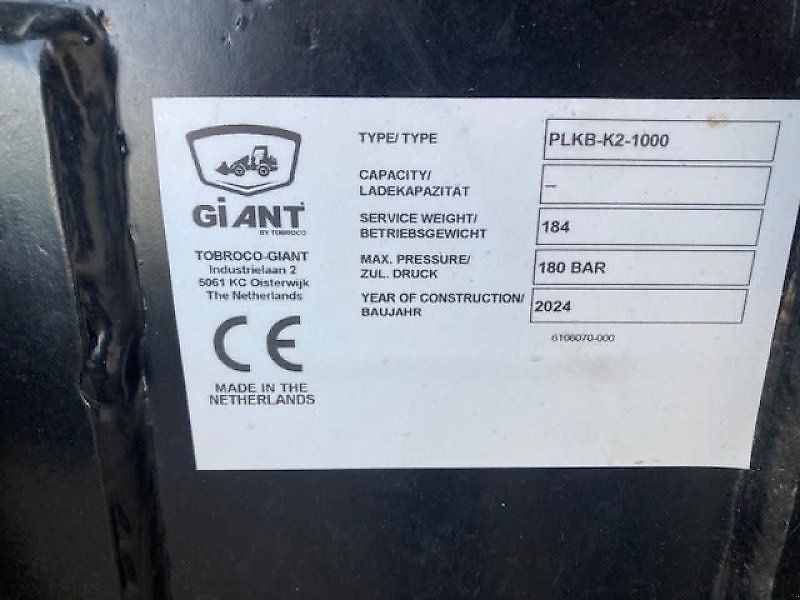 GiANT
BY TOBROCO
TOBROCO-GIANT
Industrielaan 2
5061 KC Oisterwijk
The Netherlands
CE
MADE IN THE
NETHERLANDS
TYPE/ TYPE PLKB-K2-1000
CAPACITY/
LADEKAPAZITÄT –
SERVICE WEIGHT/
BETRIEBSGEWICHT 184
MAX. PRESSURE/
ZUL. DRUCK 180 BAR
YEAR OF CONSTRUCTION/
BAUJAHR 2024
6106070-000